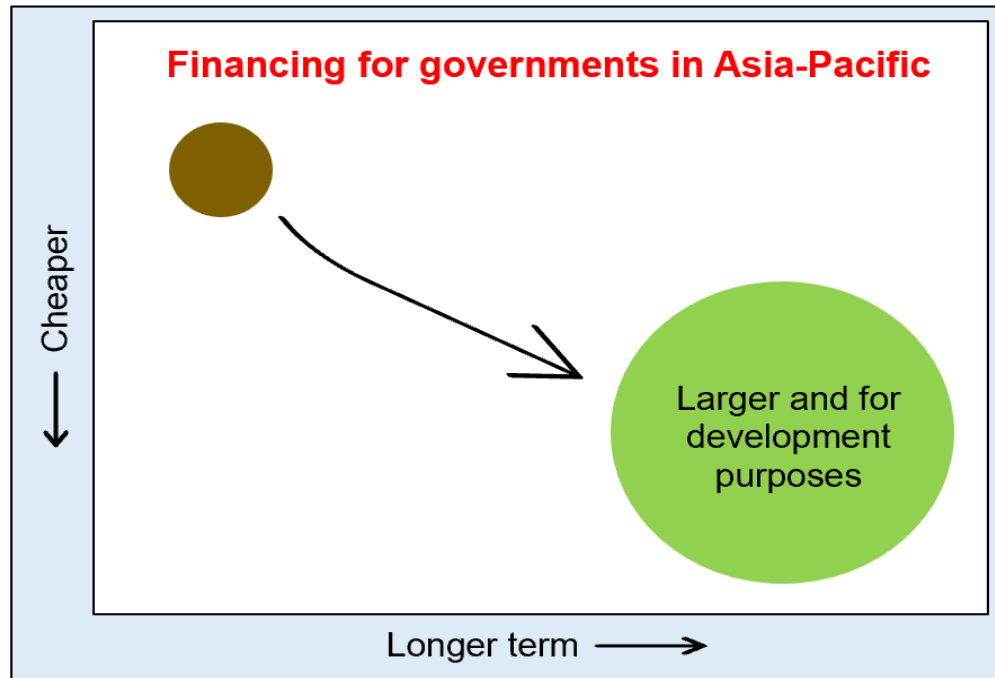 Financing for governments in Asia-Pacific
Cheaper
Larger and for
development
purposes
Longer term